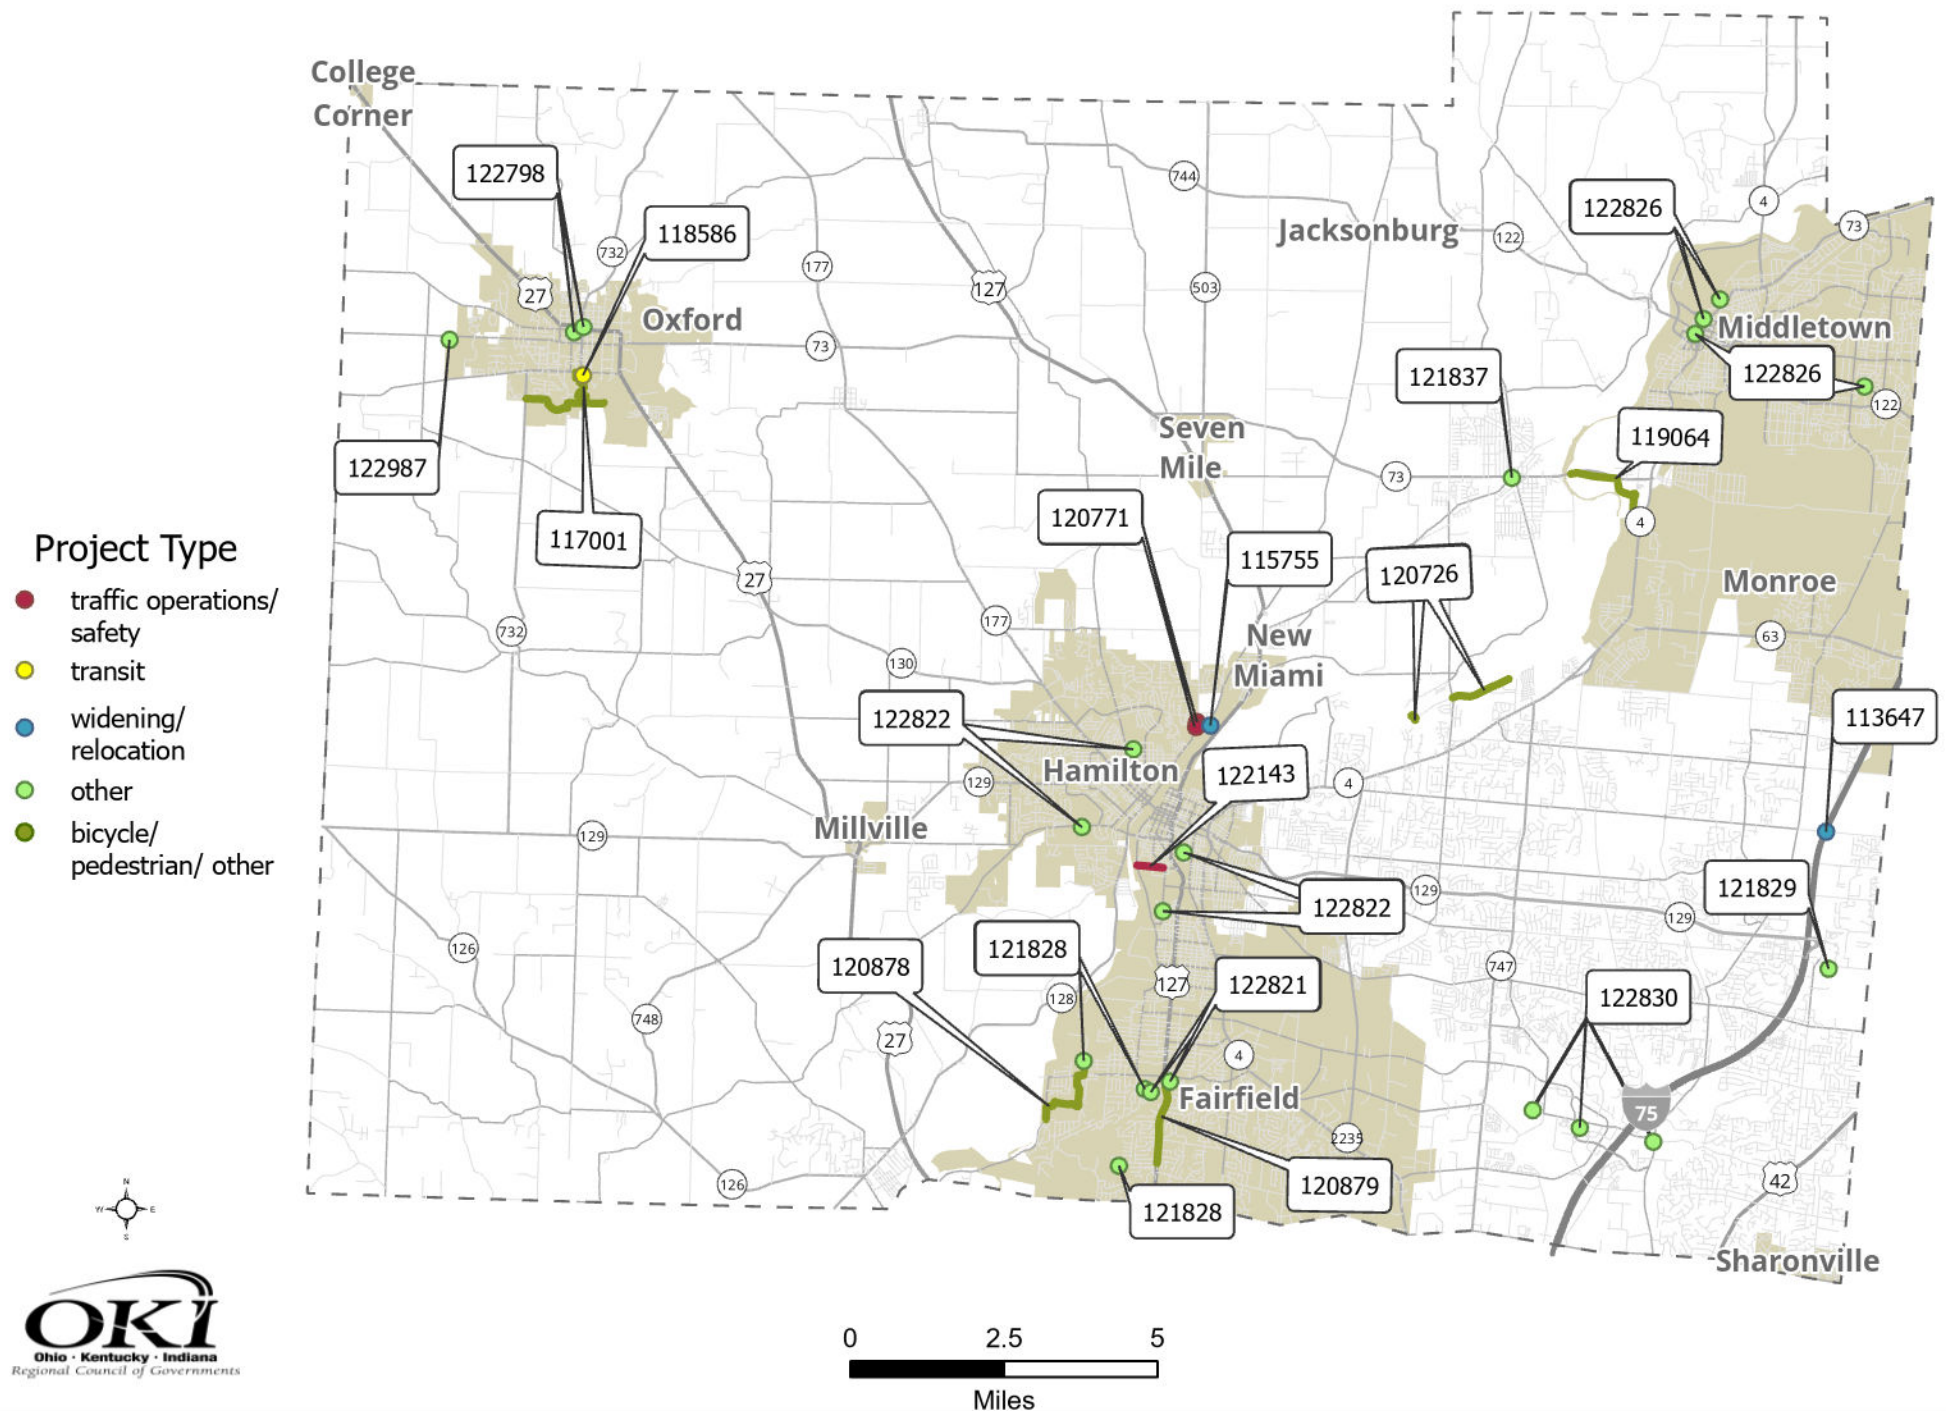 College
Corner
122798
118586
732
27
Oxford
177
127
744
503
Jacksonburg
122
4
73
122826
Middletown
122826
122
73
121837
119064
122987
117001
Seven
Mile
73
4
120771
115755
120726
Monroe
63
Project Type
traffic operations/
safety
transit
widening/
relocation
other
bicycle/
pedestrian/ other
27
732
177
130
New
Miami
122822
113647
Hamilton
122143
129
4
Millville
129
121829
122822
129
129
126
120878
121828
127
122821
747
122830
128
748
27
4
Fairfield
75
2235
126
120879
42
121828
Sharonville
N
W
E
S
OKI
Ohio · Kentucky · Indiana
Regional Council of Governments
0
2.5
5
Miles